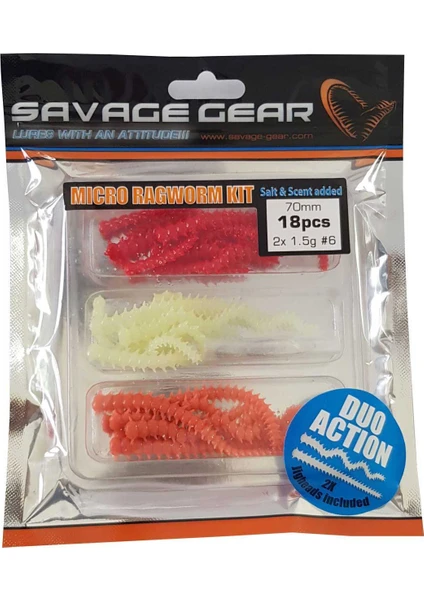 SAVAGE GEAR
LURES WITH AN ATTITUDE!!!
www.savage-gear.com
MICRO RAGWORM KIT
Salt & Scent added
70mm
18pcs
2x 1.5g #6
DUO
ACTION
2X
Jigheads included